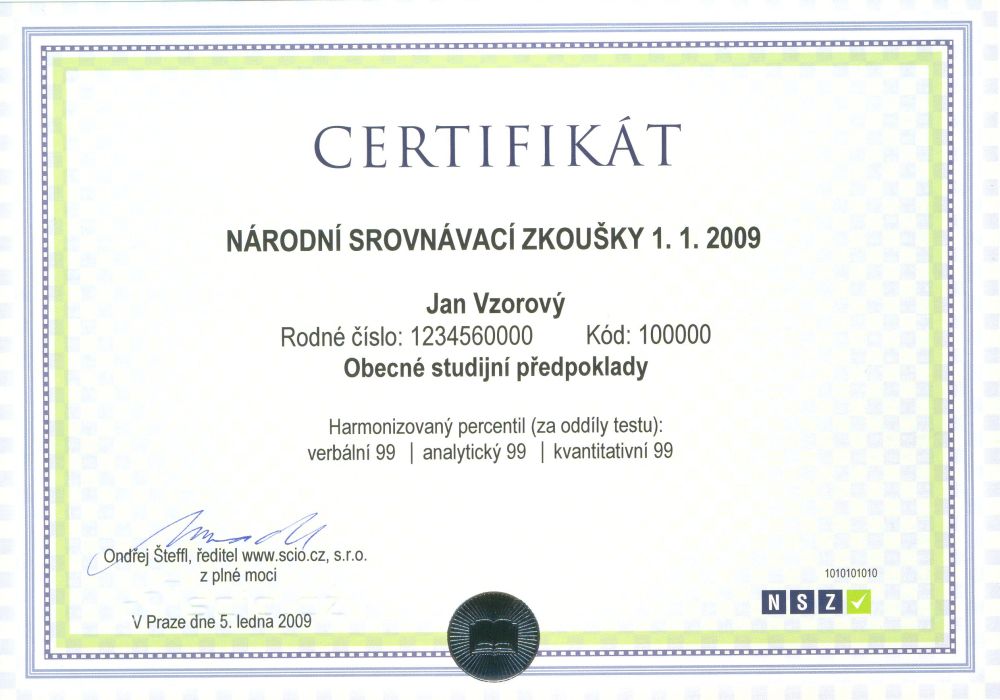 CERTIFIKÁT
NÁRODNÍ SROVNÁVACÍ ZKOUŠKY 1. 1. 2009
Jan Vzorový
Rodné číslo: 1234560000 Kód: 100000
Obecné studijní předpoklady
Harmonizovaný percentil (za oddíly testu):
verbální 99 | analytický 99 | kvantitativní 99
Ondřej Šteffl, ředitel www.scio.cz, s.r.o.
z plné moci
V Praze dne 5. ledna 2009
1010101010
NSZ